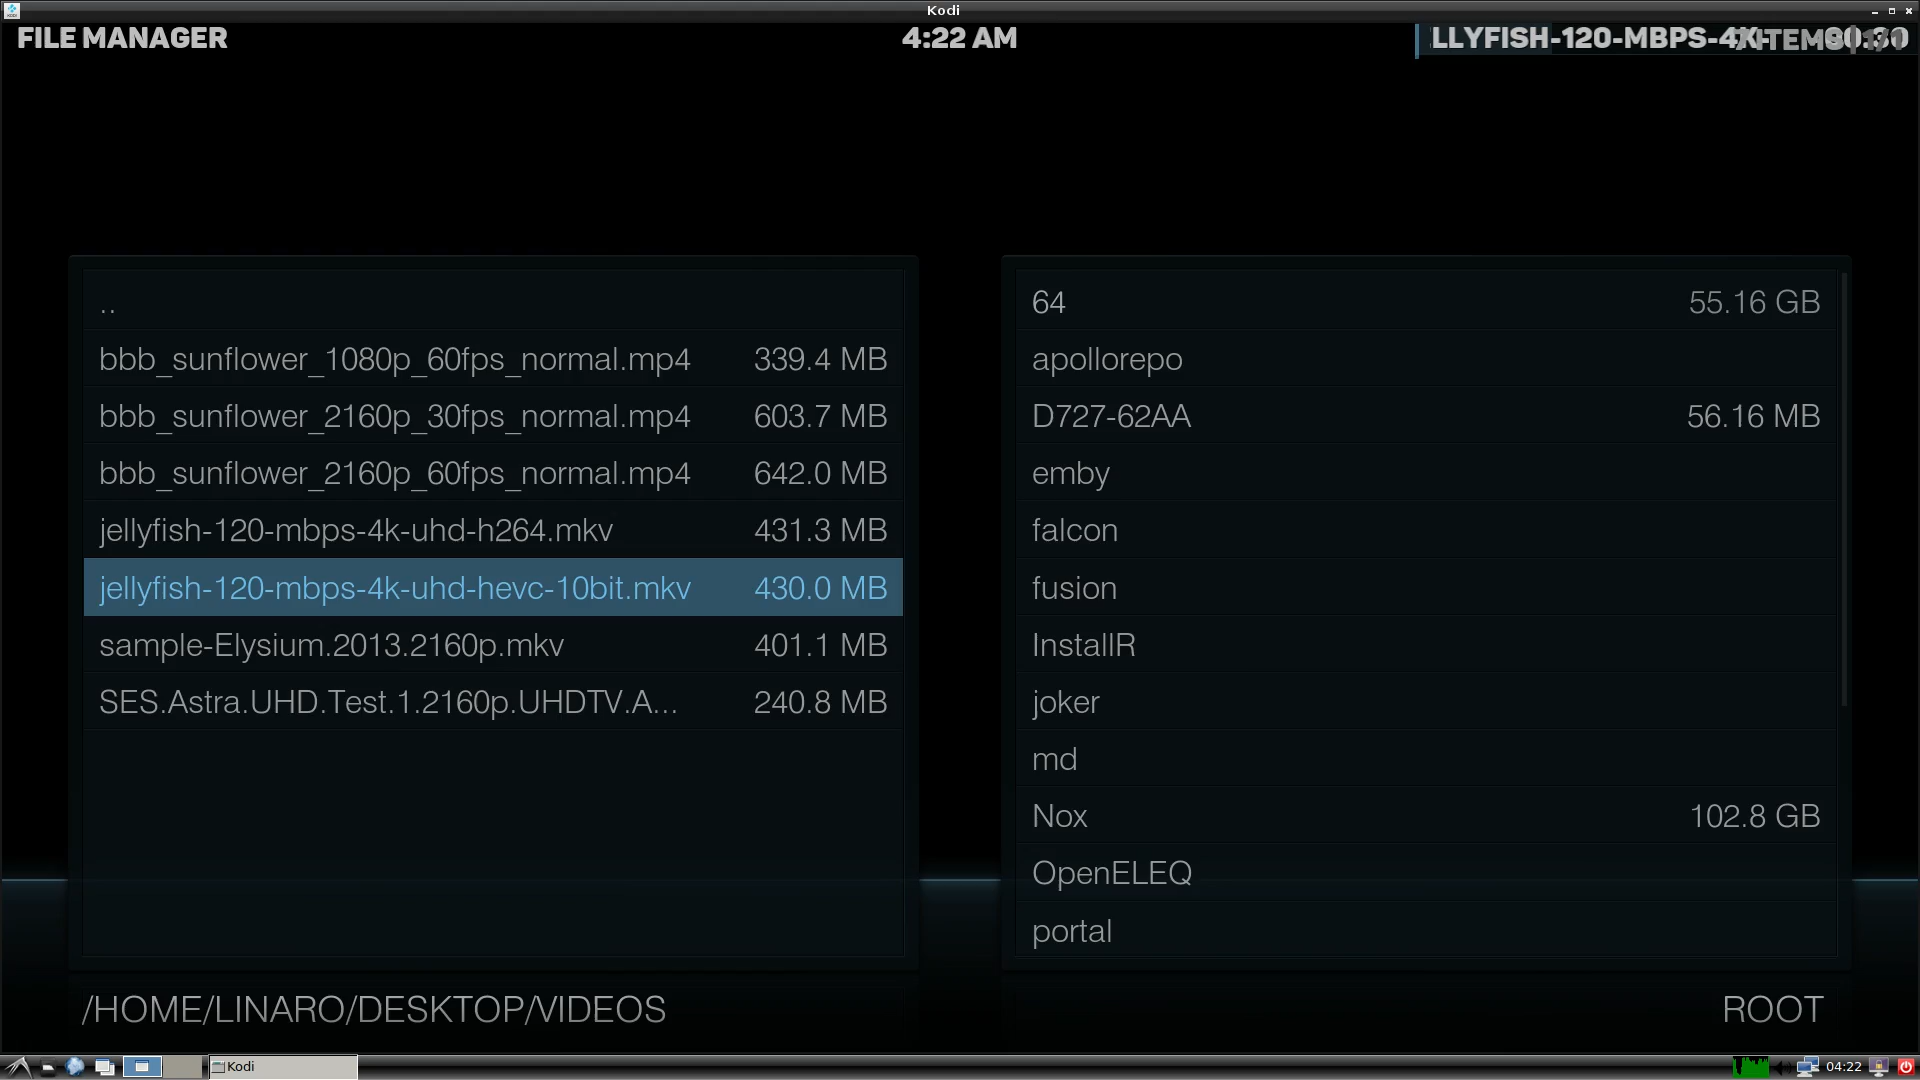 Kodi
FILE MANAGER
4:22 AM
LLYFISH-120-MBPS-4K-
..
bbb_sunflower_1080p_60fps_normal.mp4 339.4 MB
bbb_sunflower_2160p_30fps_normal.mp4 603.7 MB
bbb_sunflower_2160p_60fps_normal.mp4 642.0 MB
jellyfish-120-mbps-4k-uhd-h264.mkv 431.3 MB
jellyfish-120-mbps-4k-uhd-hevc-10bit.mkv 430.0 MB
sample-Elysium.2013.2160p.mkv 401.1 MB
SES.Astra.UHD.Test.1.2160p.UHDTV.A... 240.8 MB
/HOME/LINARO/DESKTOP/VIDEOS
64 55.16 GB
apollorepo
D727-62AA 56.16 MB
emby
falcon
fusion
InstallR
joker
md
Nox 102.8 GB
OpenELEQ
portal
ROOT
Kodi
04:22